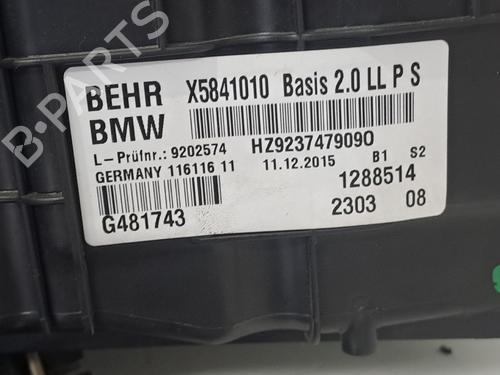 BEHR X5841010 Basis 2.0 LL P S
BMW
L-Prüfnr.: 9202574 HZ9237479090
GERMANY 116116 11 11.12.2015 B1 S2
1288514
G481743 2303 08
B-PARTS